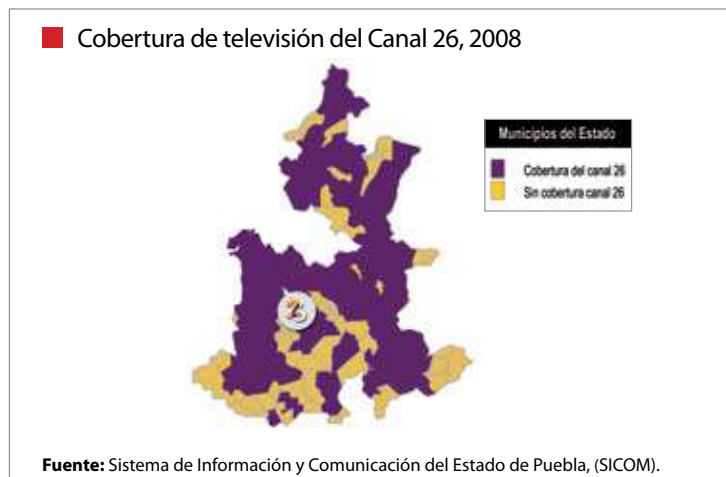 Cobertura de televisión del Canal 26, 2008
Municipios del Estado
Cobertura del canal 26
Sin cobertura canal 26
Fuente: Sistema de Información y Comunicación del Estado de Puebla, (SICOM).